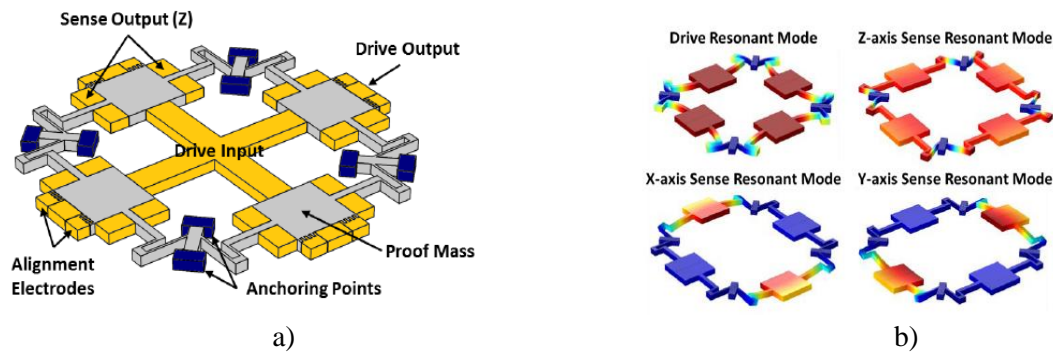 Sense Output (Z)
Drive Output
Drive Input
Proof Mass
Alignment
Electrodes
Anchoring Points
a)
Drive Resonant Mode
Z-axis Sense Resonant Mode
X-axis Sense Resonant Mode
Y-axis Sense Resonant Mode
b)